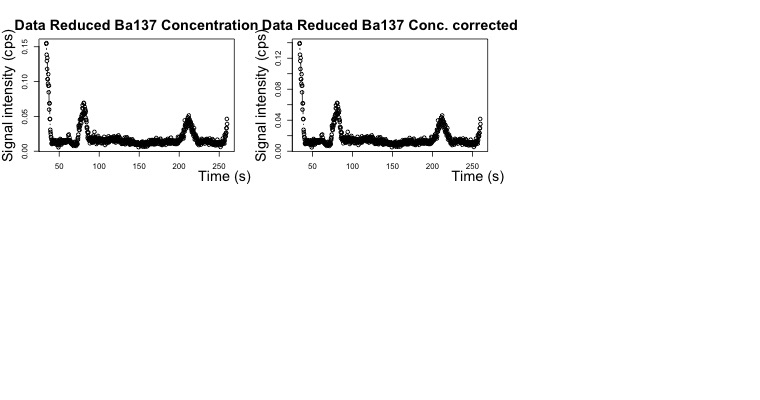 Data Reduced Ba137 Concentration
Signal intensity (cps)
0.00 0.05 0.10 0.15
50 100 150 200 250
Time (s)
Data Reduced Ba137 Conc. corrected
Signal intensity (cps)
0.00 0.04 0.08 0.12
50 100 150 200 250
Time (s)